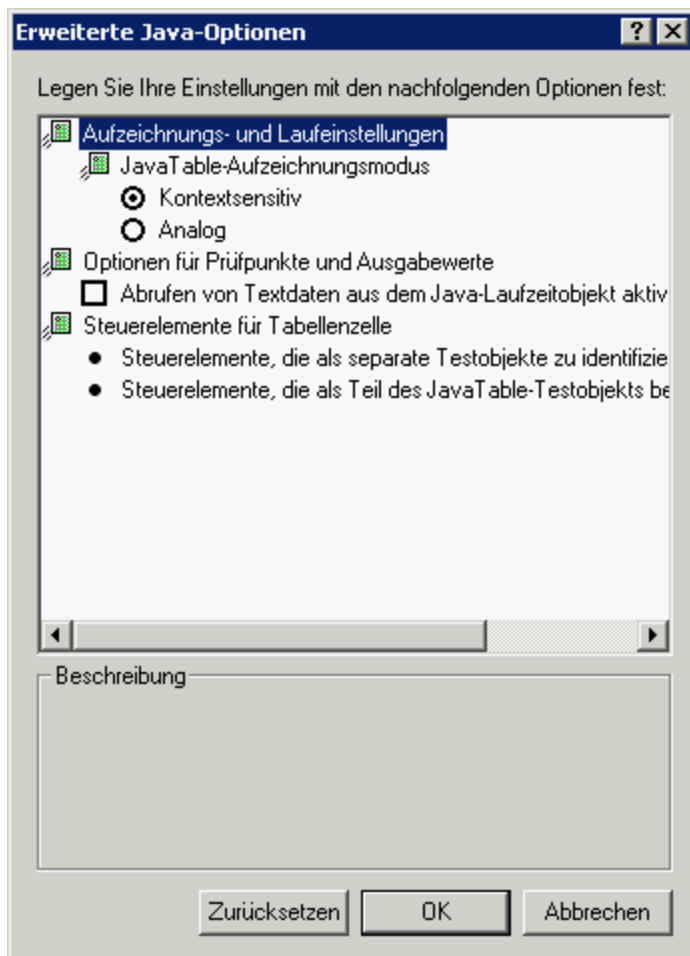 Erweiterte Java-Optionen
Legen Sie Ihre Einstellungen mit den nachfolgenden Optionen fest:
Aufzeichnungs- und Laufeinstellungen
JavaTable-Aufzeichnungsmodus
Kontextsensitiv
Analog
Optionen für Prüfpunkte und Ausgabewerte
Abrufen von Textdaten aus dem Java-Laufzeitobjekt aktiv
Steuerelemente für Tabellenzelle
Steuerelemente, die als separate Testobjekte zu identifizie
Steuerelemente, die als Teil des JavaTable-Testobjekts be
Beschreibung
Zurücksetzen OK Abbrechen